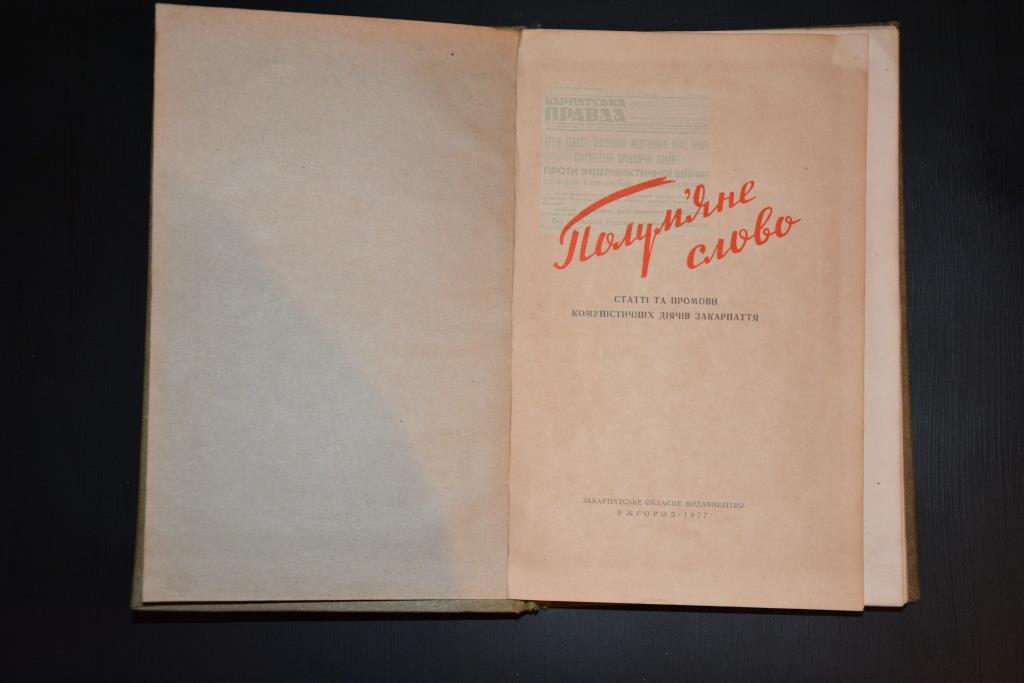 КАРПАТСЬКА
ПРАВДА
ПРОТИ ІМПЕРІАЛІСТИЧНОЇ ВІЙНИ
Полум'яне
слово
СТАТТІ ТА ПРОМОВИ
КОМУНІСТИЧНИХ ДІЯЧІВ ЗАКАРПАТТЯ
ЗАКАРПАТСЬКЕ ОБЛАСНЕ ВИДАВНИЦТВО
УЖГОРОД - 1957